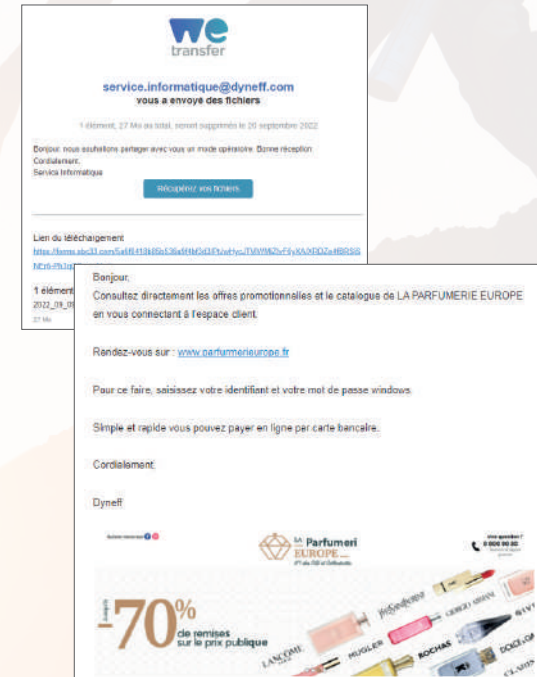 we
transfer
service.informatique@dyneff.com
vous a envoyé des fichiers
1 élément, 27 Mo au total, seront supprimés le 20 septembre 2022
Bonjour, nous souhaitons partager avec vous un mode opératoire. Bonne réception
Cordialement,
Service Informatique
Récupérez vos fichiers
Lien du téléchargement
1 élément
27 Mo
Bonjour,
Consultez directement les offres promotionnelles et le catalogue de LA PARFUMERIE EUROPE
en vous connectant à l'espace client.
Rendez-vous sur : www.parfurmerieurope.fr
Pour ce faire, saisissez votre identifiant et votre mot de passe windows.
Simple et rapide vous pouvez payer en ligne par carte bancaire.
Cordialement,
Dyneff
LA Parfumeri
EUROPE
-70%
de remises
sur le prix publique
LANCÔME
MUGLER
YvesSaintLaurent
ROCHAS
GIORGIO ARMANI
CLARIS